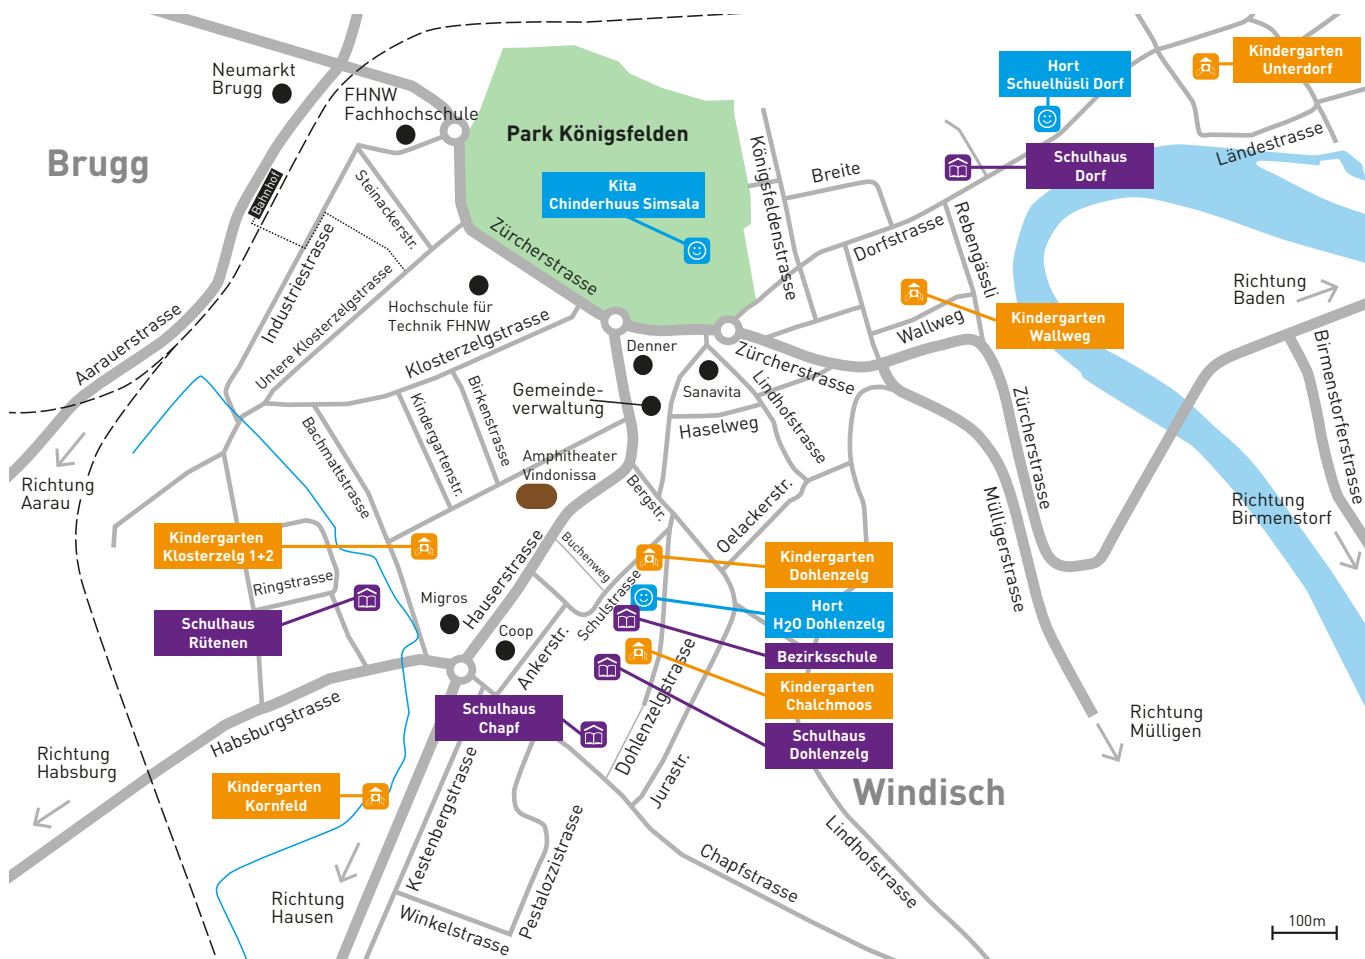 Neumarkt
Brugg
FHNW
Fachhochschule
Brugg
Bahnhof
Park Königsfelden
Kita
Chinderhuus Simsala
Hort
Schuelhüsli Dorf
Kindergarten
Unterdorf
Schulhaus
Dorf
Ländestrasse
Königsfeldenstrasse
Breite
Dorfstrasse
Rebengässli
Steinackerstr.
Zürcherstrasse
Industriestrasse
Untere Klosterzelgstrasse
Hochschule für
Technik FHNW
Klosterzelgstrasse
Aarauerstrasse
Richtung
Baden
Kindergarten
Wallweg
Wallweg
Denner
Zürcherstrasse
Sanavita
Gemeinde-
verwaltung
Birkenstrasse
Kindergartenstr.
Bachmattstrasse
Haselweg
Lindhofstrasse
Zürcherstrasse
Birmenstorferstrasse
Amphitheater
Vindonissa
Richtung
Aarau
Bergstr.
Oelackerstr.
Mülligerstrasse
Richtung
Birmenstorf
Kindergarten
Klosterzelg 1+2
Ringstrasse
Hauserstrasse
Buchenweg
Schulstrasse
Kindergarten
Dohlenzelg
Hort
H2O Dohlenzelg
Bezirksschule
Kindergarten
Chalchmoos
Schulhaus
Dohlenzelg
Schulhaus
Rütenen
Migros
Coop
Ankerstr.
Schulhaus
Chapf
Dohlenzelgstrasse
Jurastr.
Habsburgstrasse
Richtung
Habsburg
Kindergarten
Kornfeld
Richtung
Mülligen
Windisch
Kestenbergstrasse
Pestalozzistrasse
Chapfstrasse
Lindhofstrasse
Richtung
Hausen
Winkelstrasse
100m